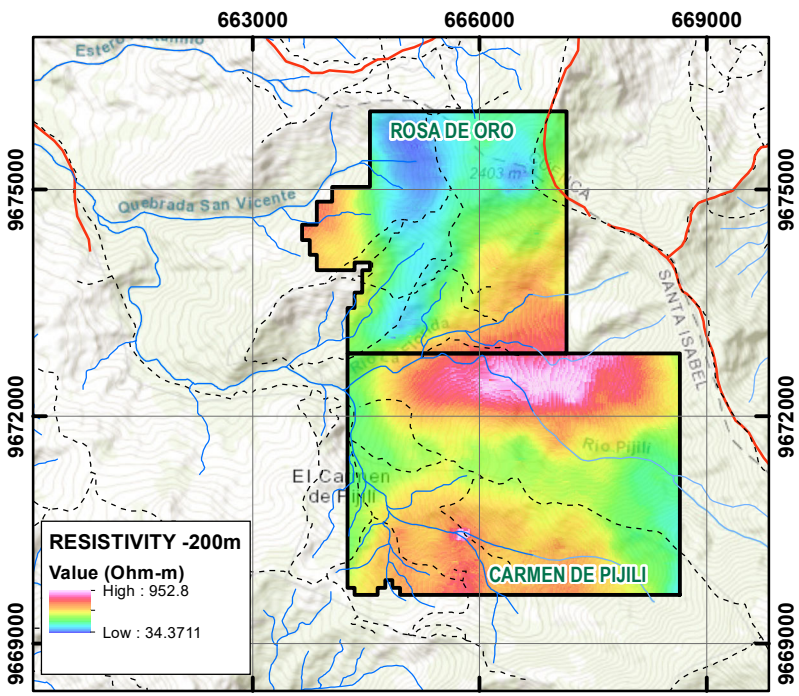 663000 666000 669000
Estero
ROSA DE ORO
2403 m
9675000
9675000
Quebrada San Vicente
SANTA ISABEL
9672000
9672000
Rio Pijili
El Carmen
de Pijili
RESISTIVITY -200m
Value (Ohm-m)
High : 952.8
Low : 34.3711
CARMEN DE PIJILI
9669000
9669000